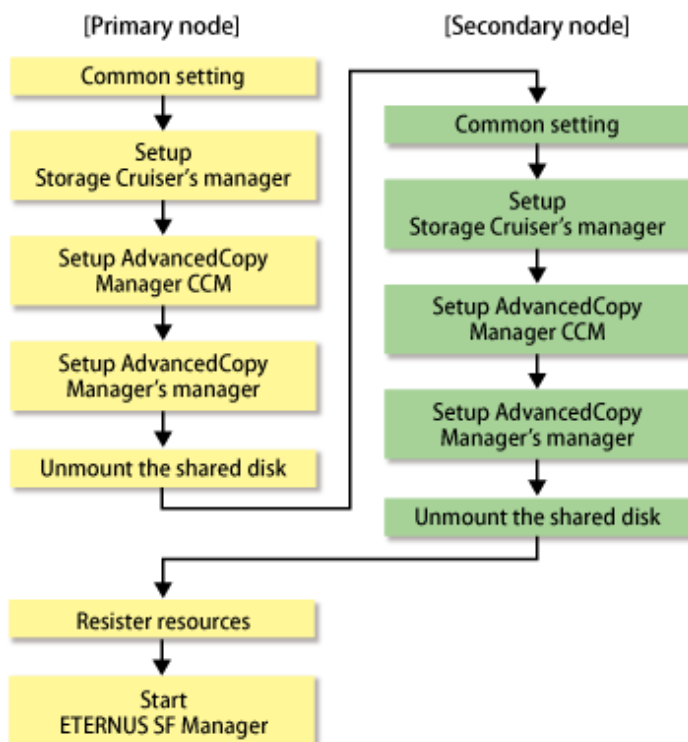 [Primary node]
Common setting
Setup
Storage Cruiser's manager
Setup AdvancedCopy
Manager CCM
Setup AdvancedCopy
Manager's manager
Unmount the shared disk
[Secondary node]
Common setting
Setup
Storage Cruiser's manager
Setup AdvancedCopy
Manager CCM
Setup AdvancedCopy
Manager's manager
Unmount the shared disk
Resister resources
Start
ETERNUS SF Manager